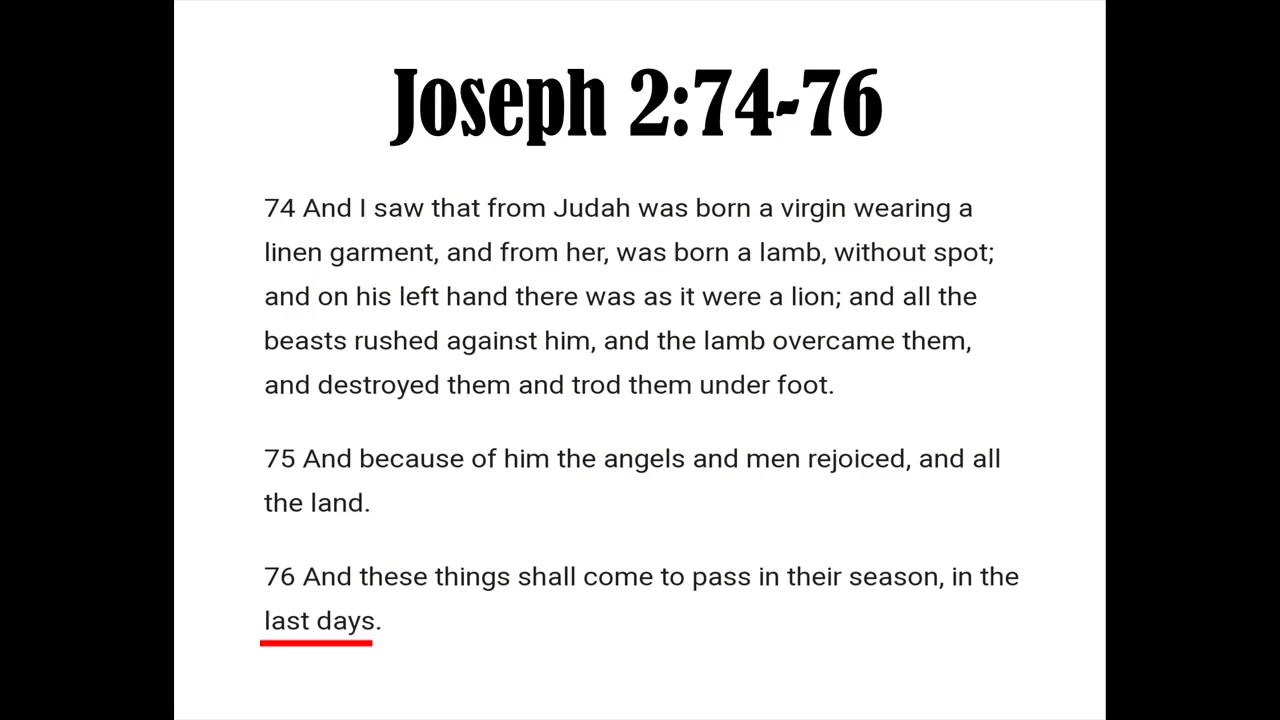 Joseph 2:74-76
74 And I saw that from Judah was born a virgin wearing a
linen garment, and from her, was born a lamb, without spot;
and on his left hand there was as it were a lion; and all the
beasts rushed against him, and the lamb overcame them,
and destroyed them and trod them under foot.
75 And because of him the angels and men rejoiced, and all
the land.
76 And these things shall come to pass in their season, in the
last days.